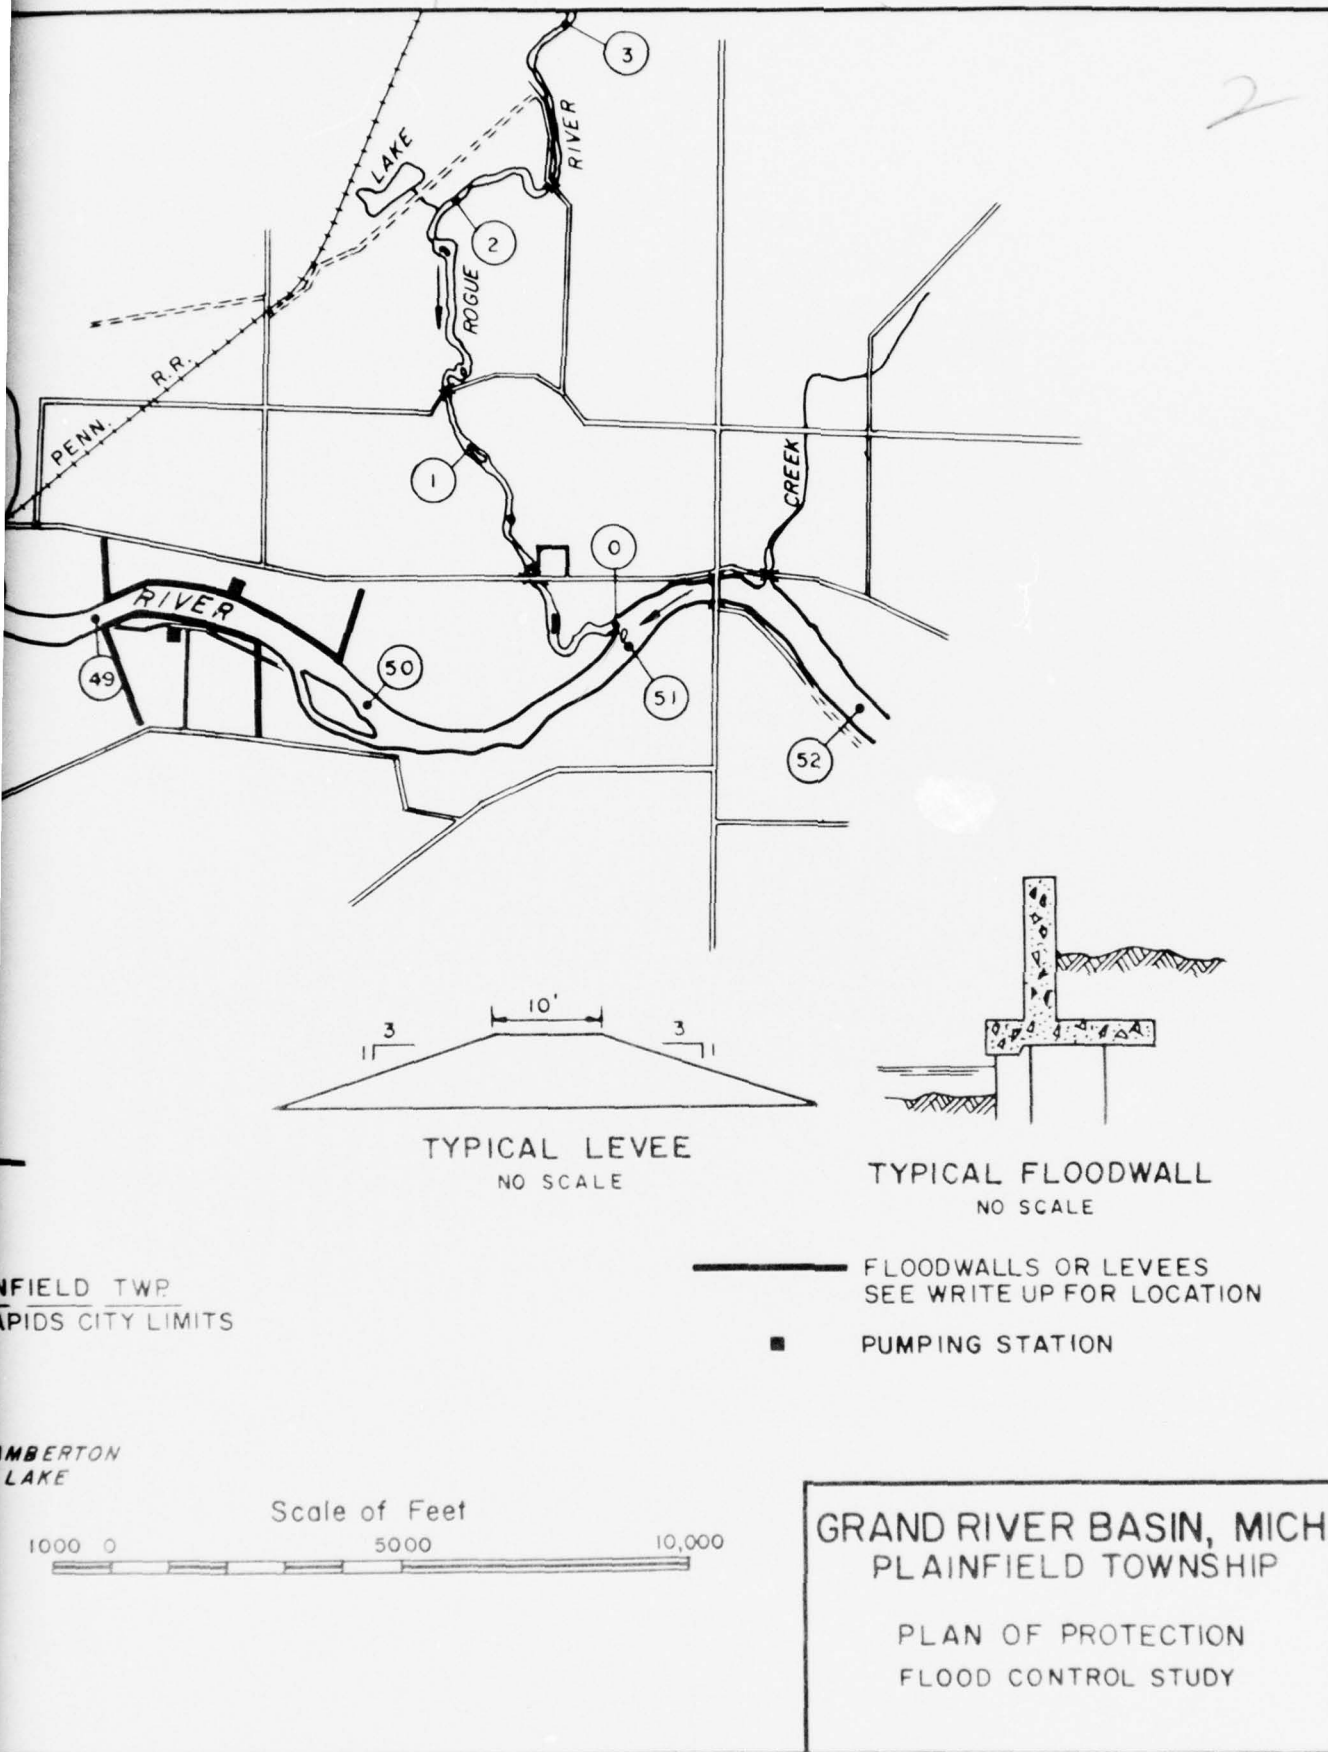 3
2
LAKE
RIVER
2
ROGUE
PENN. R.R.
1
CREEK
0
RIVER
49
50
51
52
10'
3
1
3
1
TYPICAL LEVEE
NO SCALE
TYPICAL FLOODWALL
NO SCALE
FLOODWALLS OR LEVEES
SEE WRITE UP FOR LOCATION
PUMPING STATION
NFIELD TWP.
APIDS CITY LIMITS
AMBERTON
LAKE
Scale of Feet
1000 0 5000 10,000
GRAND RIVER BASIN, MICH
PLAINFIELD TOWNSHIP
PLAN OF PROTECTION
FLOOD CONTROL STUDY